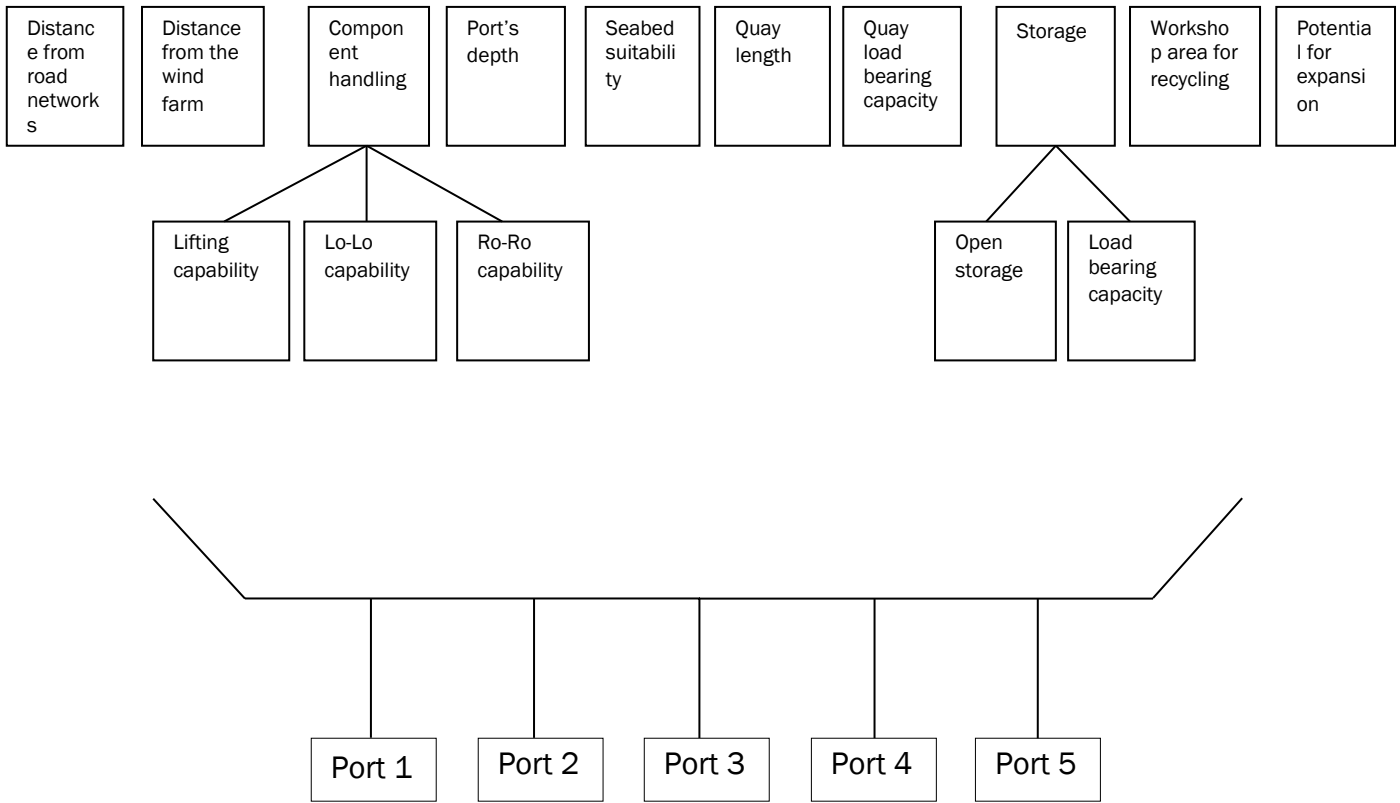 Distanc
e from
road
network
s
Distance
from the
wind
farm
Compon
ent
handling
Port's
depth
Seabed
suitabili
ty
Quay
length
Quay
load
bearing
capacity
Storage
Worksho
p area for
recycling
Potentia
l for
expansi
on
Lifting
capability
Lo-Lo
capability
Ro-Ro
capability
Open
storage
Load
bearing
capacity
Port 1
Port 2
Port 3
Port 4
Port 5